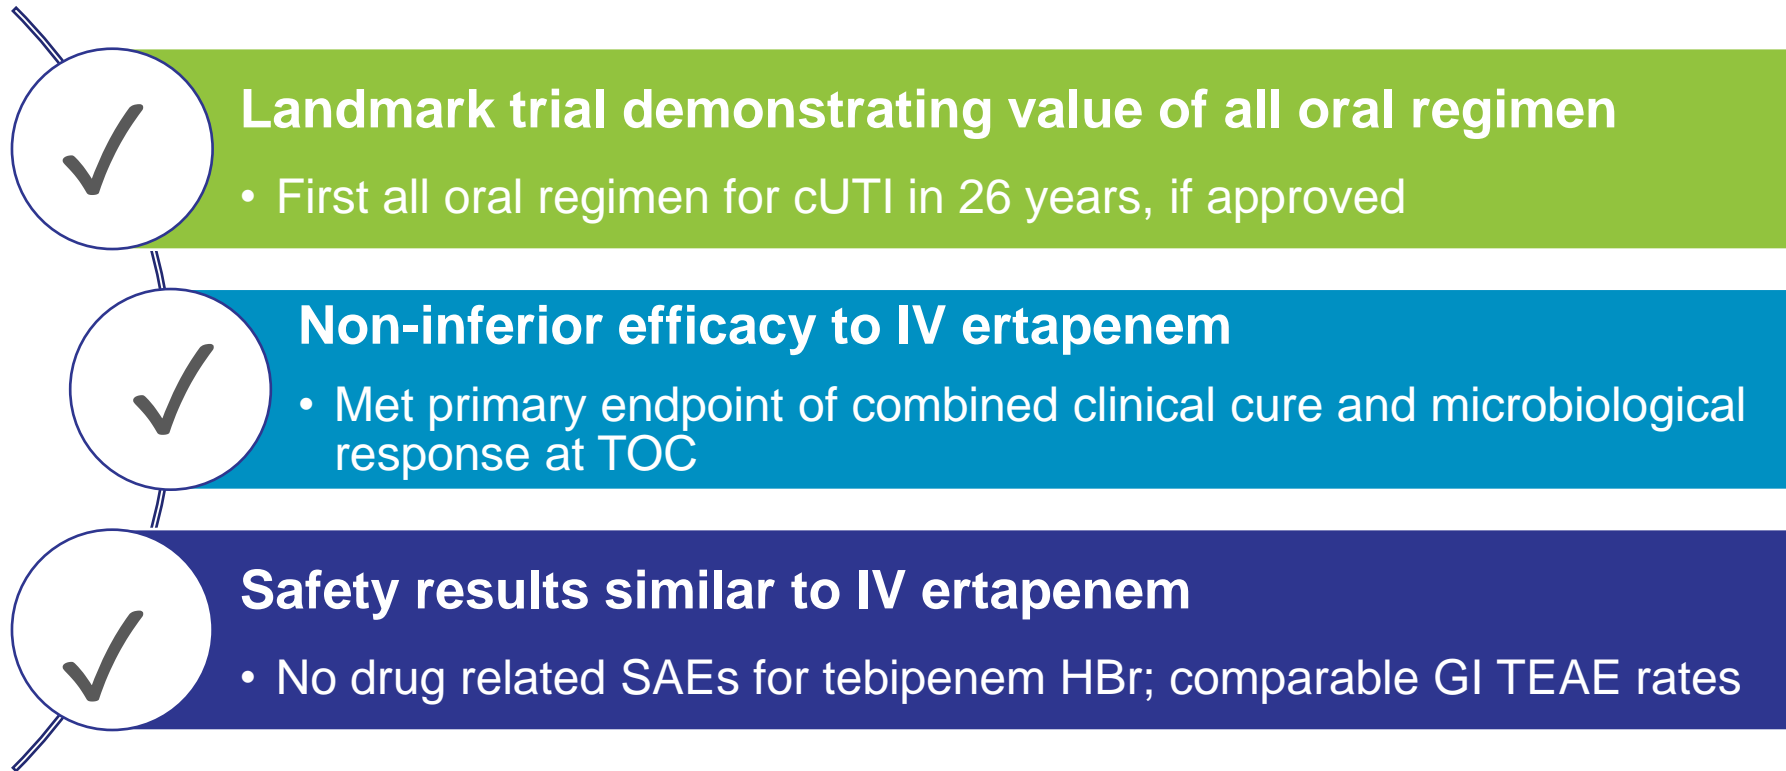 Landmark trial demonstrating value of all oral regimen
• First all oral regimen for cUTI in 26 years, if approved
Non-inferior efficacy to IV ertapenem
• Met primary endpoint of combined clinical cure and microbiological
response at TOC
Safety results similar to IV ertapenem
• No drug related SAEs for tebipenem HBr; comparable GI TEAE rates